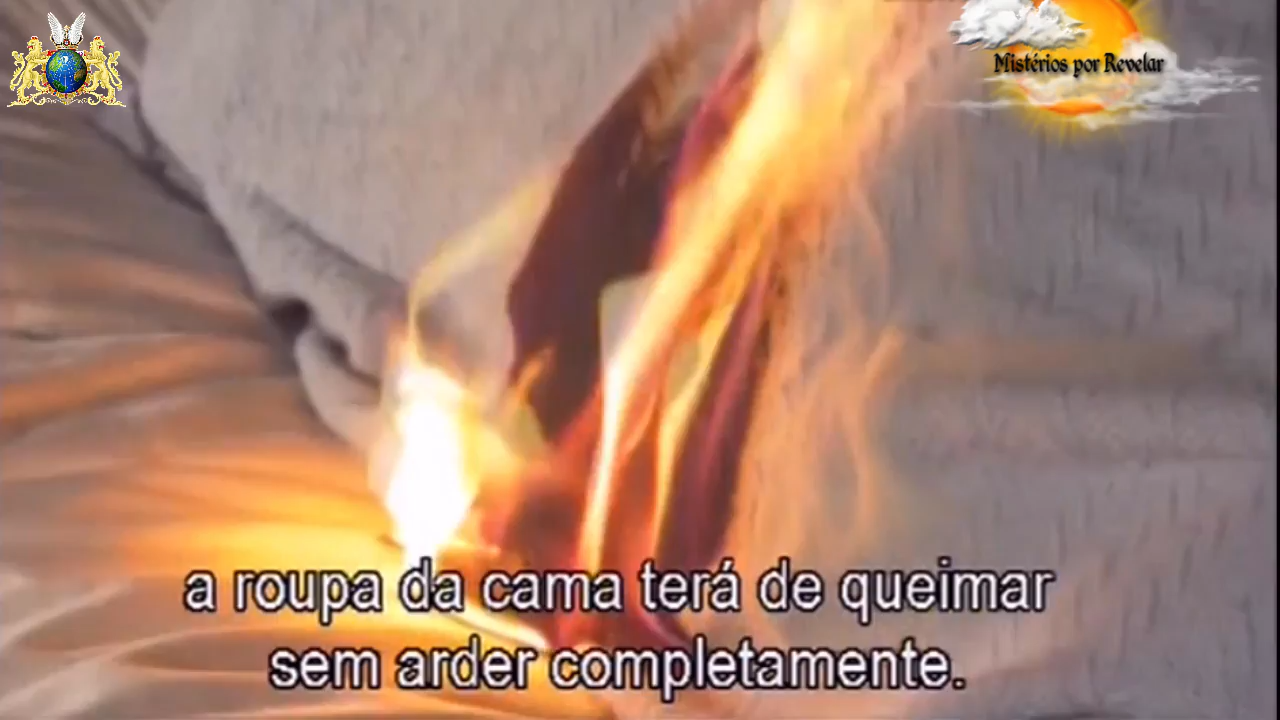 Mistérios por Revelar
a roupa da cama terá de queimar
sem arder completamente.